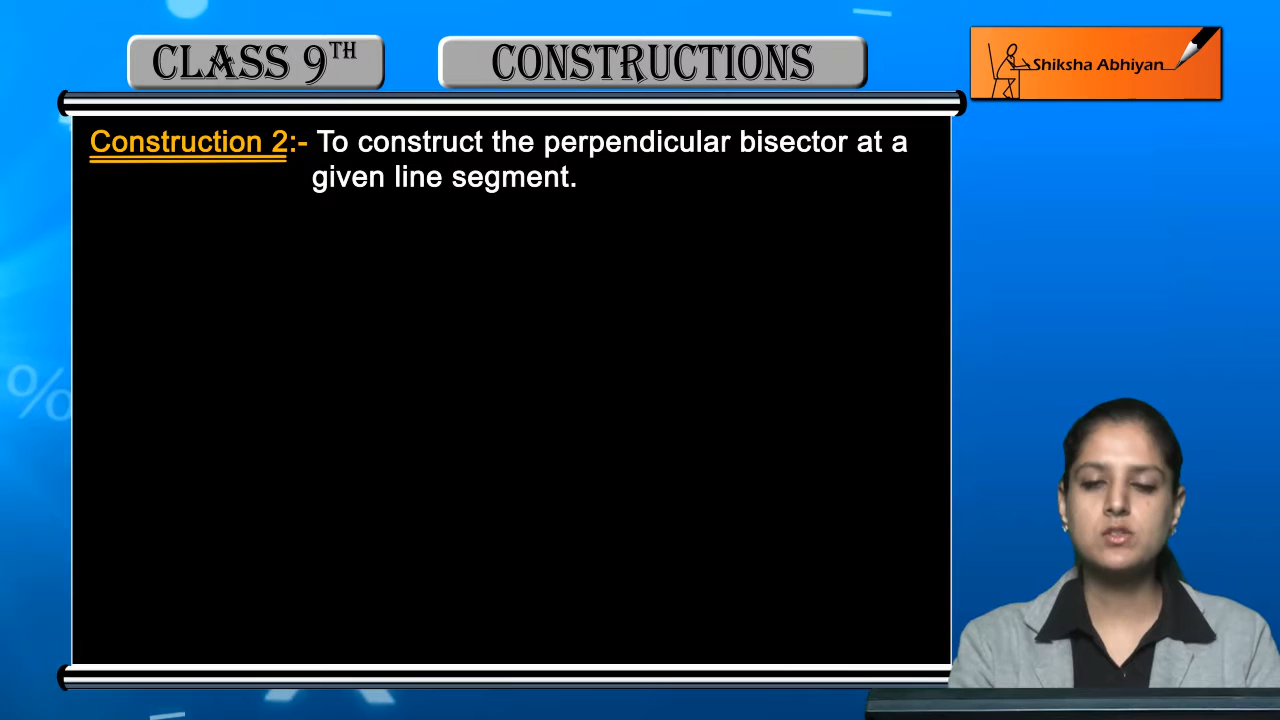 CLASS 9TH
CONSTRUCTIONS
Shiksha Abhiyan
Construction 2:- To construct the perpendicular bisector at a
given line segment.
%